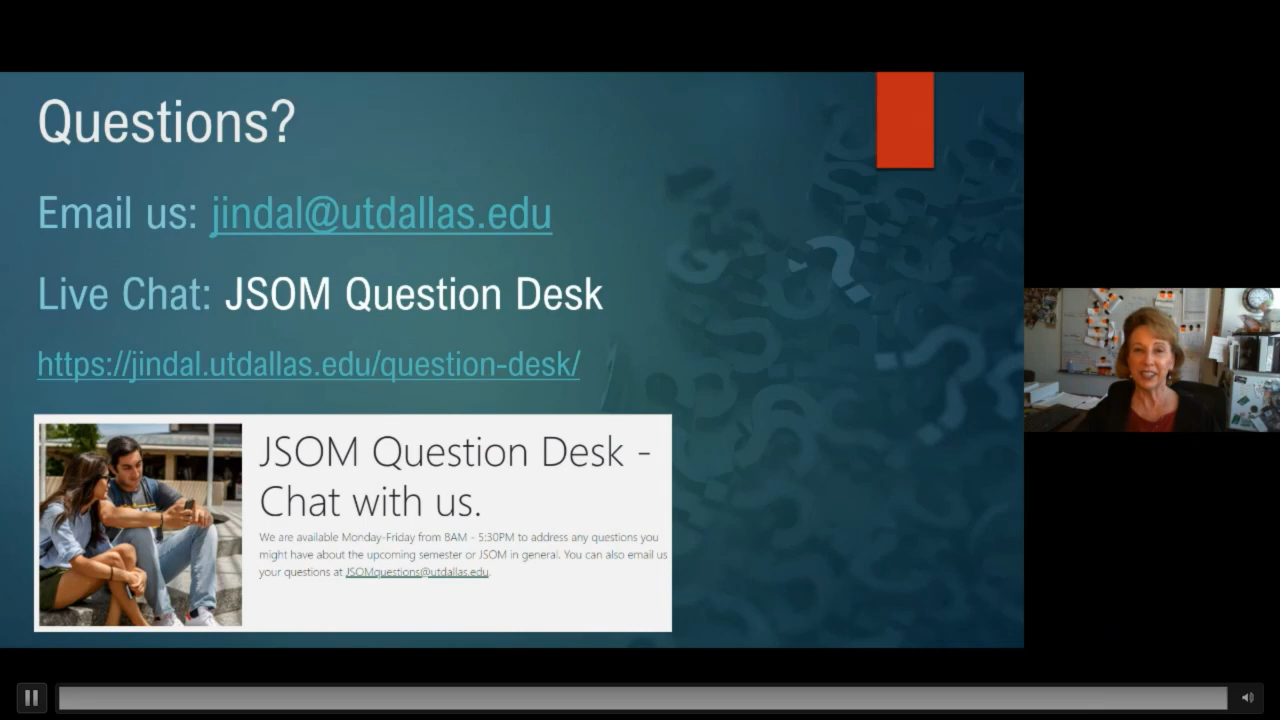 Questions?
Email us: jindal@utdallas.edu
Live Chat: JSOM Question Desk
https://jindal.utdallas.edu/question-desk/
JSOM Question Desk -
Chat with us.
We are available Monday-Friday from 8AM - 5:30PM to address any questions you
might have about the upcoming semester or JSOM in general. You can also email us
your questions at JSOMquestions@utdallas.edu.